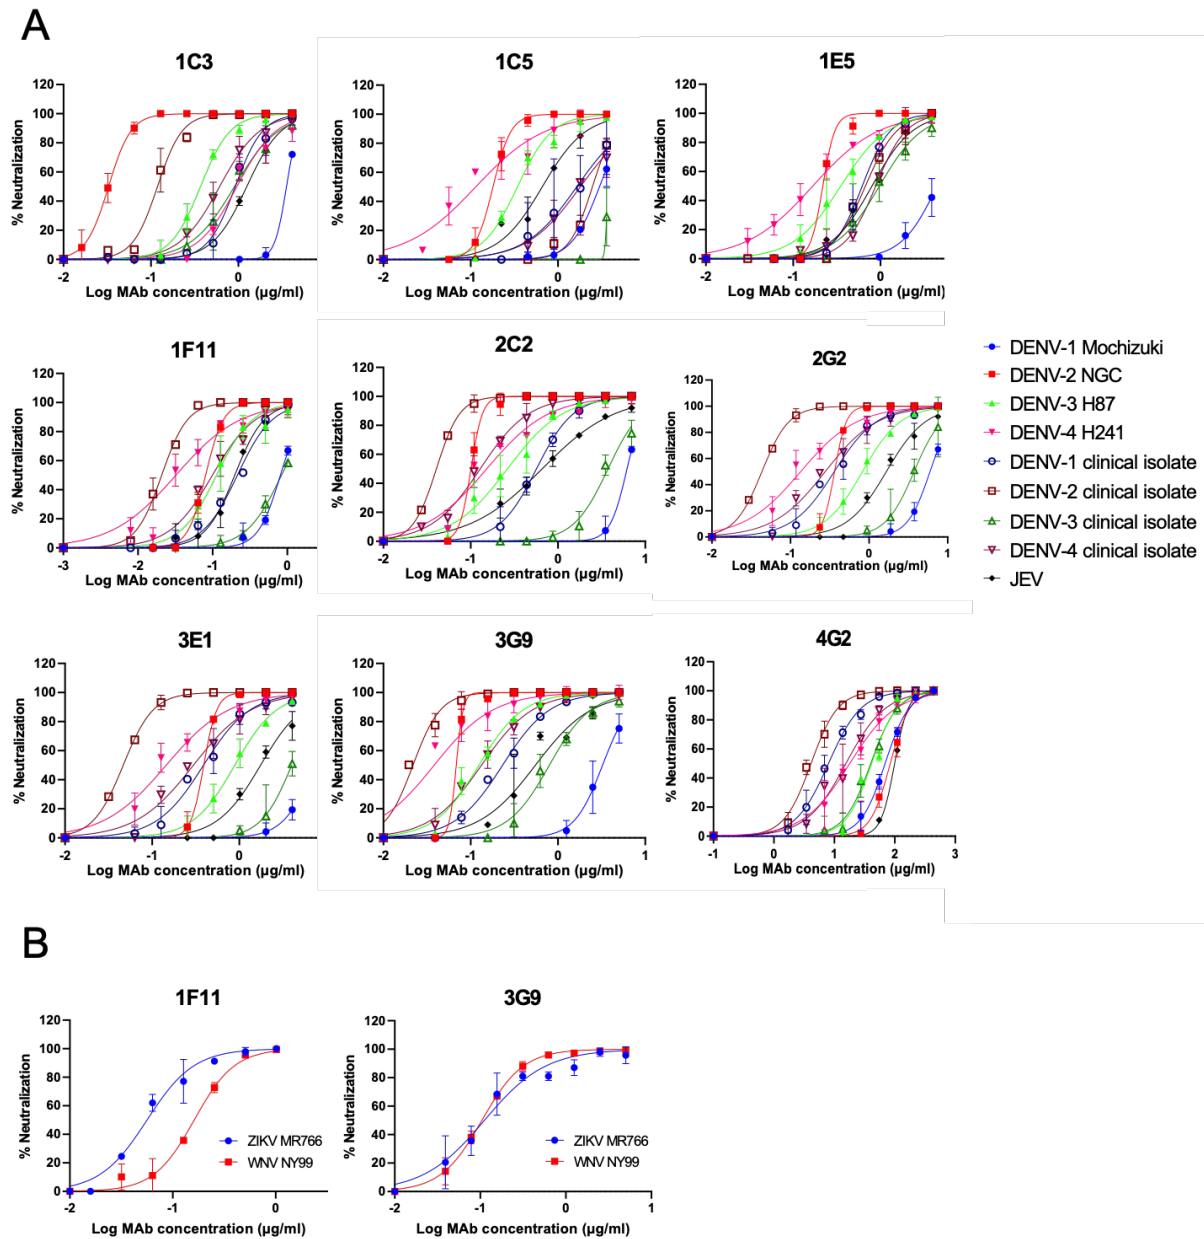 A
1C3
1C5
1E5
120
100
80
60
40
20
0
% Neutralization
-2
-1
0
Log MAb concentration (µg/ml)
120
100
80
60
40
20
0
% Neutralization
-2
-1
0
Log MAb concentration (µg/ml)
120
100
80
60
40
20
0
% Neutralization
-2
-1
0
Log MAb concentration (µg/ml)
1F11
2C2
2G2
120
100
80
60
40
20
0
% Neutralization
-3
-2
-1
0
Log MAb concentration (µg/ml)
120
100
80
60
40
20
0
% Neutralization
-2
-1
0
1
Log MAb concentration (µg/ml)
120
100
80
60
40
20
0
% Neutralization
-2
-1
0
1
Log MAb concentration (µg/ml)
DENV-1 Mochizuki
DENV-2 NGC
DENV-3 H87
DENV-4 H241
DENV-1 clinical isolate
DENV-2 clinical isolate
DENV-3 clinical isolate
DENV-4 clinical isolate
JEV
3E1
3G9
4G2
120
100
80
60
40
20
0
% Neutralization
-2
-1
0
Log MAb concentration (µg/ml)
120
100
80
60
40
20
0
% Neutralization
-2
-1
0
1
Log MAb concentration (µg/ml)
120
100
80
60
40
20
0
% Neutralization
-1
0
1
2
3
Log MAb concentration (µg/ml)
B
1F11
3G9
120
100
80
60
40
20
0
% Neutralization
-2
-1
0
Log MAb concentration (µg/ml)
ZIKV MR766
WNV NY99
120
100
80
60
40
20
0
% Neutralization
-2
-1
0
1
Log MAb concentration (µg/ml)
ZIKV MR766
WNV NY99